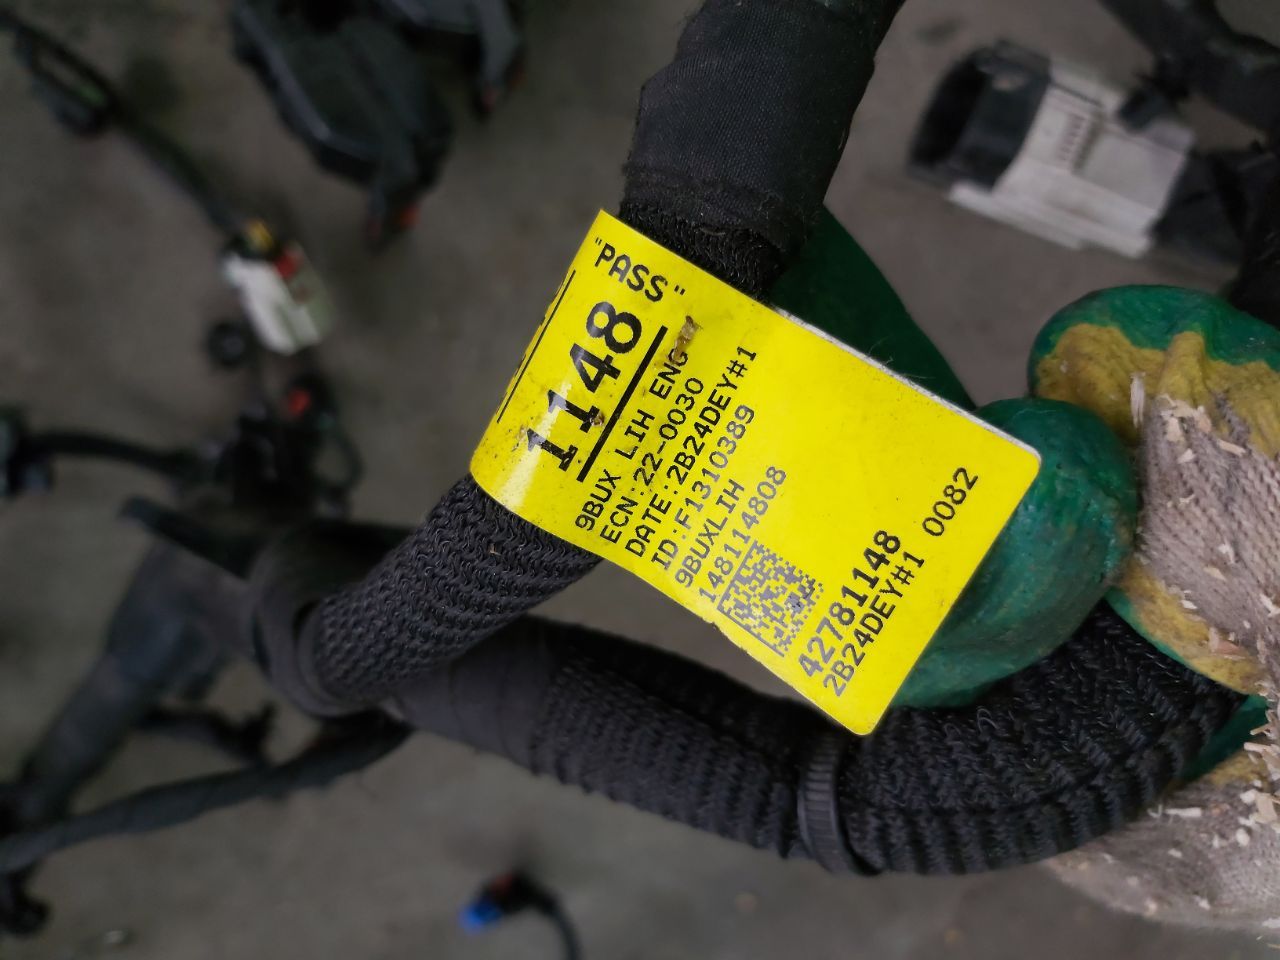 "PASS"
1148
9BUX LIH ENG
ECN:22-0030
DATE:2B24DEY#1
ID:F1310389
9BUXLIH
148114808
42781148
2B24DEY#1 0082